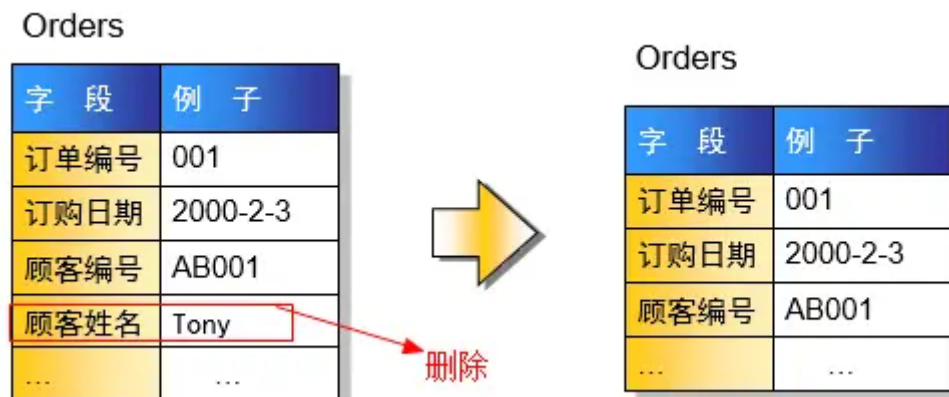 Orders
字 段 例 子
订单编号 001
订购日期 2000-2-3
顾客编号 AB001
顾客姓名 Tony
... ...
删除
Orders
字 段 例 子
订单编号 001
订购日期 2000-2-3
顾客编号 AB001
... ...